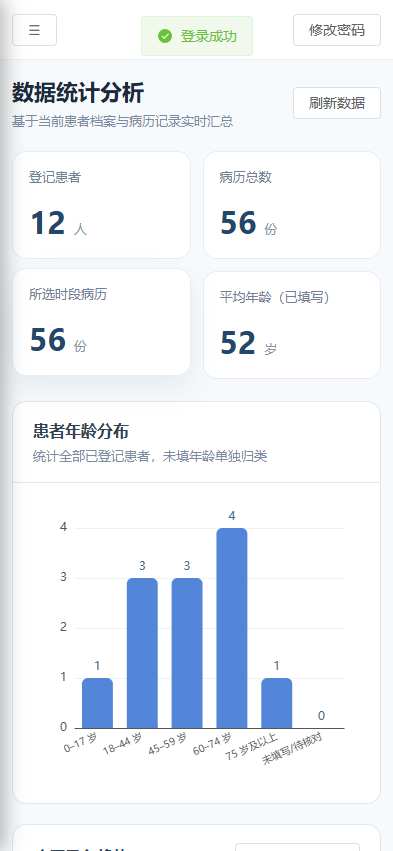 ☰
登录成功
修改密码
数据统计分析
基于当前患者档案与病历记录实时汇总
刷新数据
登记患者
12 人
病历总数
56 份
所选时段病历
56 份
平均年龄（已填写）
52 岁
患者年龄分布
统计全部已登记患者，未填年龄单独归类
4
3
2
1
0
1
3
3
4
1
0
0–17 岁
18–44 岁
45–59 岁
60–74 岁
75 岁及以上
未填写/待核对